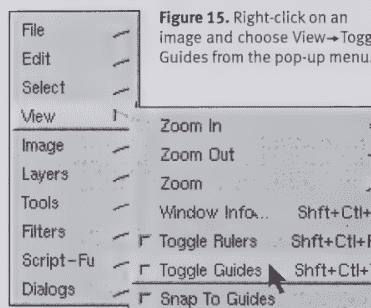 Figure 15. Right-click on an
image and choose View→Togg
Guides from the pop-up menu.
File
Edit
Select
View
Image
Layers
Tools
Filters
Script-Fu
Dialogs
Zoom In
Zoom Out
Zoom
Window Info... Shft+Ctl+
Toggle Rulers Shft+Ctl+R
Toggle Guides Shft+Ctl+
Snap To Guides